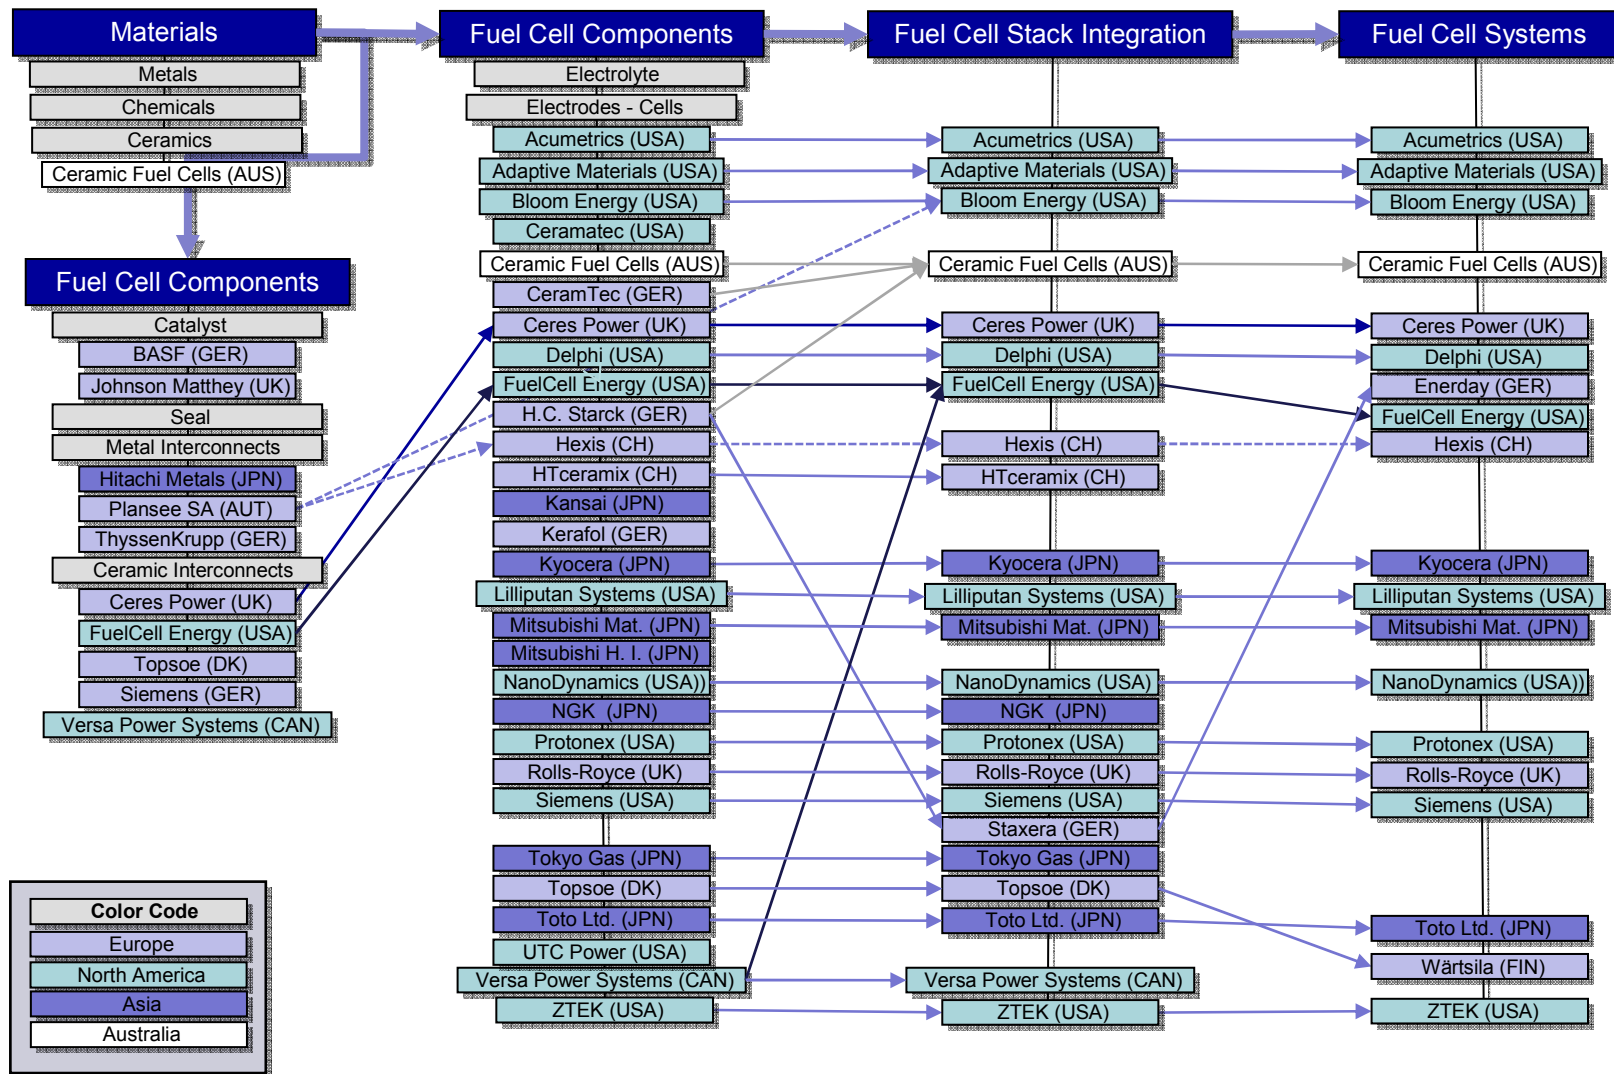 Materials
Metals
Chemicals
Ceramics
Ceramic Fuel Cells (AUS)
Fuel Cell Components
Catalyst
BASF (GER)
Johnson Matthey (UK)
Seal
Metal Interconnects
Hitachi Metals (JPN)
Plansee SA (AUT)
ThyssenKrupp (GER)
Ceramic Interconnects
Ceres Power (UK)
FuelCell Energy (USA)
Topsoe (DK)
Siemens (GER)
Versa Power Systems (CAN)
Color Code
Europe
North America
Asia
Australia
Fuel Cell Components
Electrolyte
Electrodes - Cells
Acumetrics (USA)
Adaptive Materials (USA)
Bloom Energy (USA)
Ceramatec (USA)
Ceramic Fuel Cells (AUS)
CeramTec (GER)
Ceres Power (UK)
Delphi (USA)
FuelCell Energy (USA)
H.C. Starck (GER)
Hexis (CH)
HTceramix (CH)
Kansai (JPN)
Kerafol (GER)
Kyocera (JPN)
Lilliputan Systems (USA)
Mitsubishi Mat. (JPN)
Mitsubishi H. I. (JPN)
NanoDynamics (USA))
NGK (JPN)
Protonex (USA)
Rolls-Royce (UK)
Siemens (USA)
Tokyo Gas (JPN)
Topsoe (DK)
Toto Ltd. (JPN)
UTC Power (USA)
Versa Power Systems (CAN)
ZTEK (USA)
Fuel Cell Stack Integration
Acumetrics (USA)
Adaptive Materials (USA)
Bloom Energy (USA)
Ceramic Fuel Cells (AUS)
Ceres Power (UK)
Delphi (USA)
FuelCell Energy (USA)
Hexis (CH)
HTceramix (CH)
Kyocera (JPN)
Lilliputan Systems (USA)
Mitsubishi Mat. (JPN)
NanoDynamics (USA)
NGK (JPN)
Protonex (USA)
Rolls-Royce (UK)
Siemens (USA)
Staxera (GER)
Tokyo Gas (JPN)
Topsoe (DK)
Toto Ltd. (JPN)
Versa Power Systems (CAN)
ZTEK (USA)
Fuel Cell Systems
Acumetrics (USA)
Adaptive Materials (USA)
Bloom Energy (USA)
Ceramic Fuel Cells (AUS)
Ceres Power (UK)
Delphi (USA)
Enerday (GER)
FuelCell Energy (USA)
Hexis (CH)
Kyocera (JPN)
Lilliputan Systems (USA)
Mitsubishi Mat. (JPN)
NanoDynamics (USA))
Protonex (USA)
Rolls-Royce (UK)
Siemens (USA)
Toto Ltd. (JPN)
Wärtsila (FIN)
ZTEK (USA)